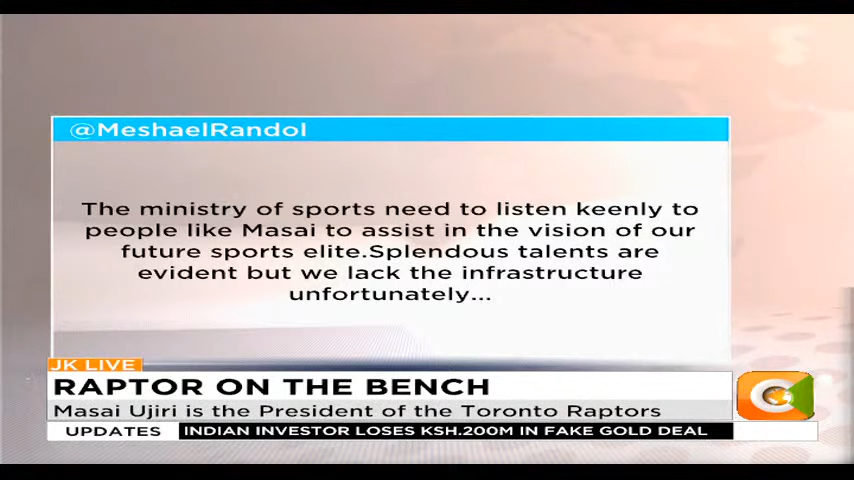 @MeshaelRandol
The ministry of sports need to listen keenly to
people like Masai to assist in the vision of our
future sports elite.Splendous talents are
evident but we lack the infrastructure
unfortunately...
JK LIVE
RAPTOR ON THE BENCH
Masai Ujiri is the President of the Toronto Raptors
UPDATES INDIAN INVESTOR LOSES KSH.200M IN FAKE GOLD DEAL